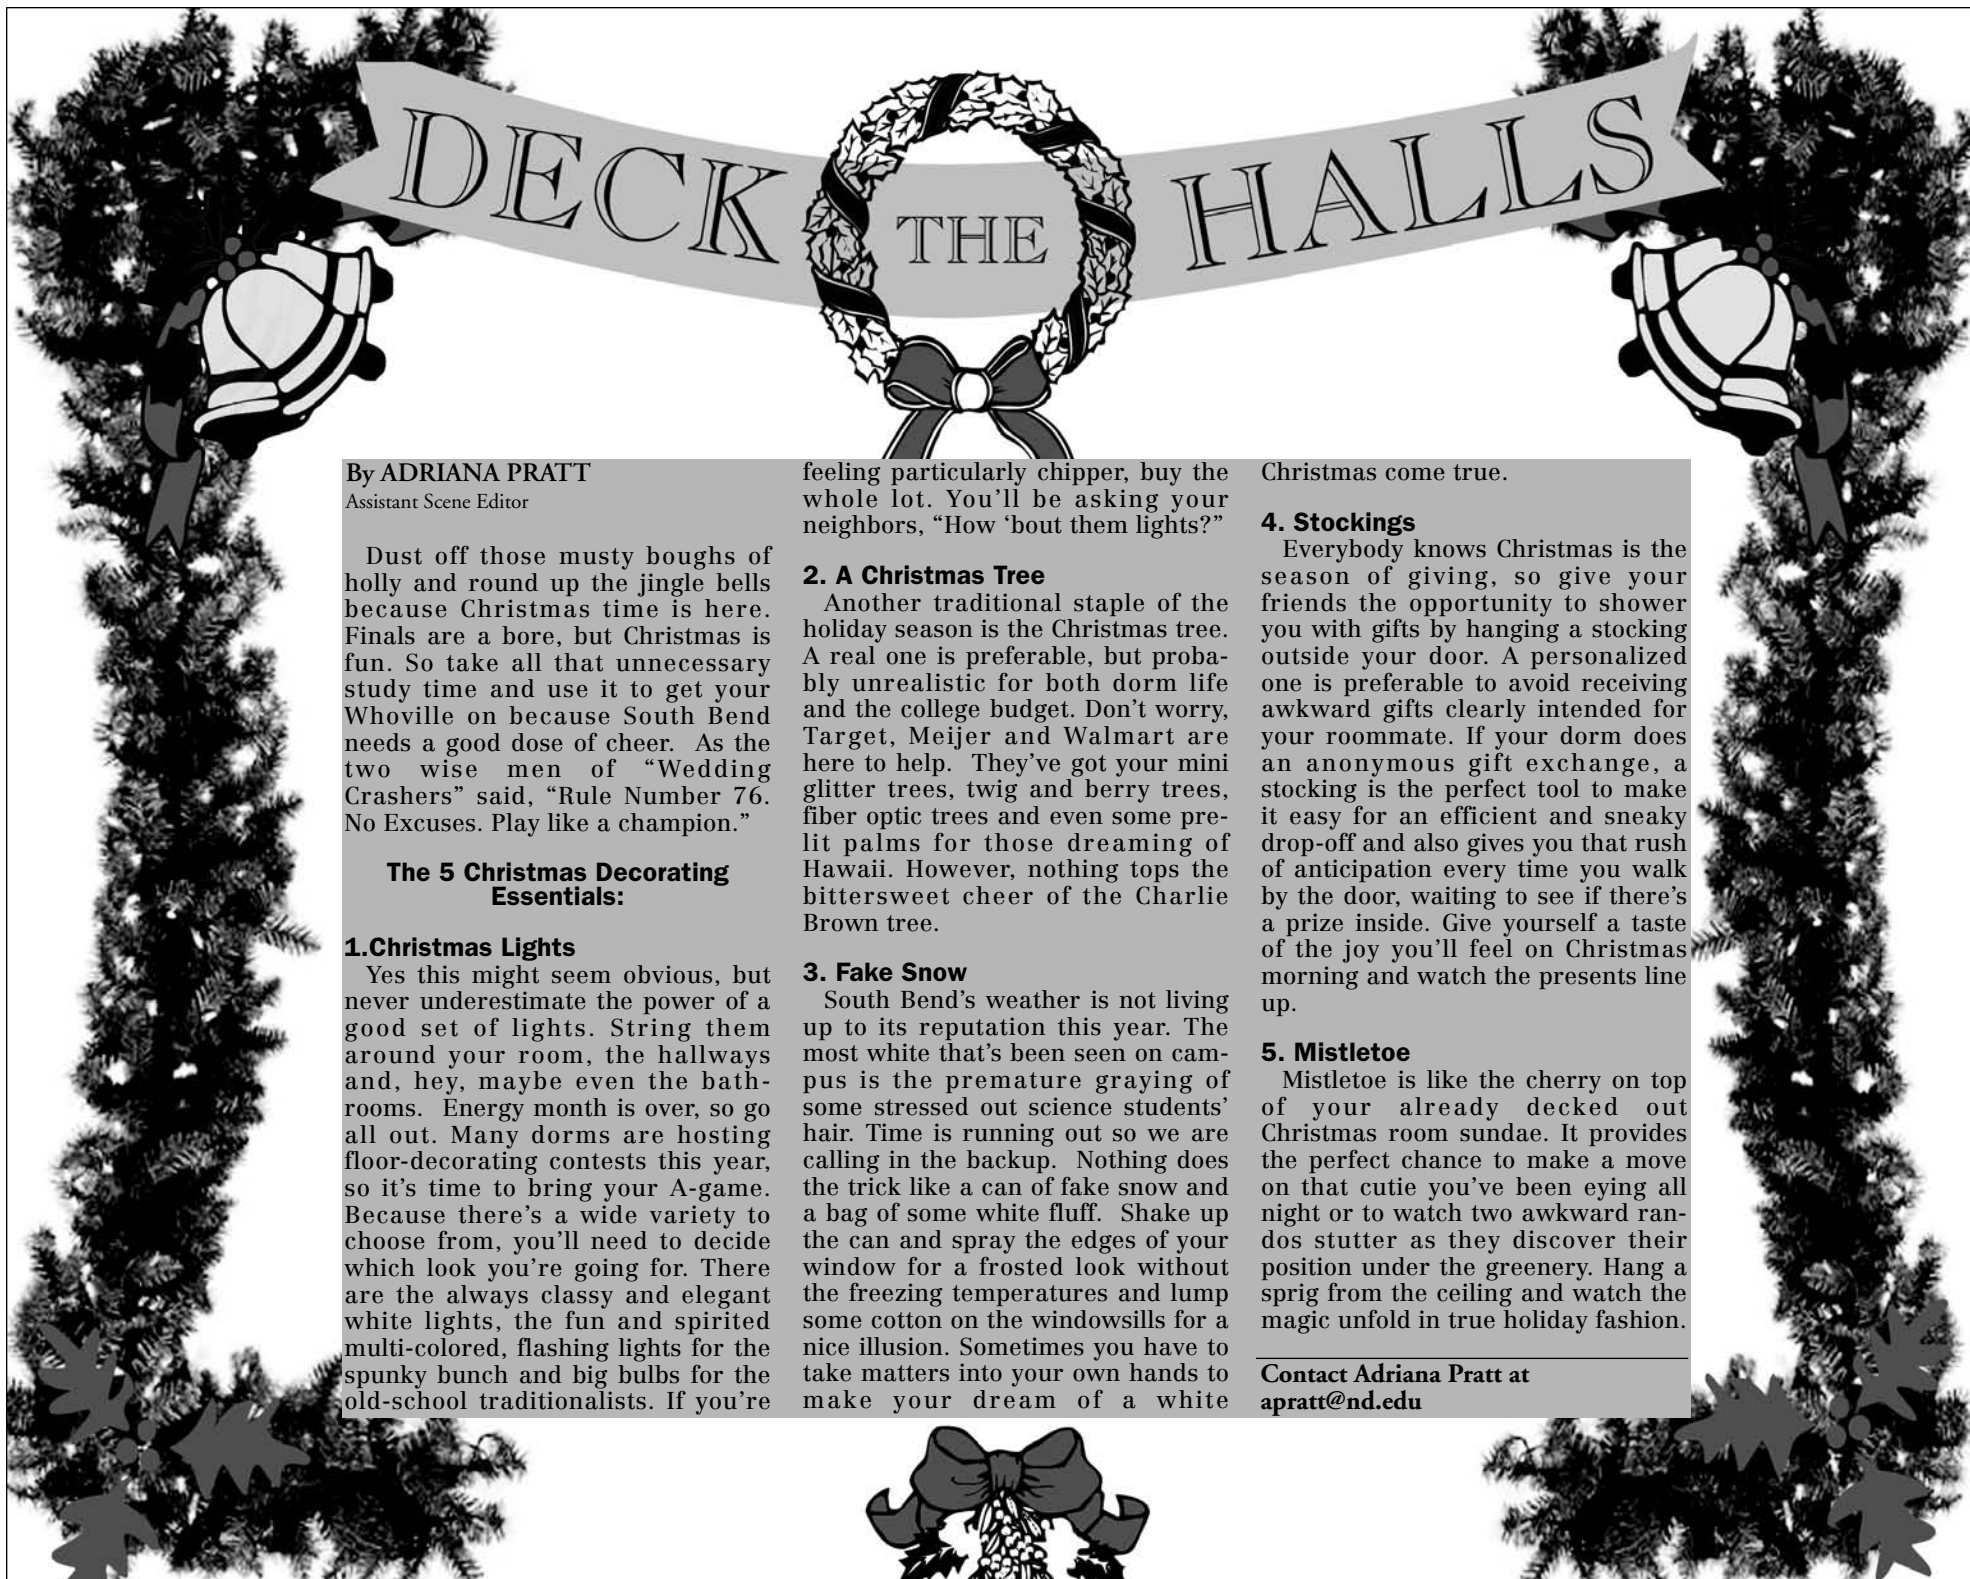 DECK THE HALLS
By ADRIANA PRATT
Assistant Scene Editor
Dust off those musty boughs of
holly and round up the jingle bells
because Christmas time is here.
Finals are a bore, but Christmas is
fun. So take all that unnecessary
study time and use it to get your
Whoville on because South Bend
needs a good dose of cheer.  As the
two wise men of “Wedding
Crashers” said, “Rule Number 76.
No Excuses. Play like a champion.”
The 5 Christmas Decorating
Essentials:
1.Christmas Lights
Yes this might seem obvious, but
never underestimate the power of a
good set of lights. String them
around your room, the hallways
and, hey, maybe even the bath-
rooms.  Energy month is over, so go
all out. Many dorms are hosting
floor-decorating contests this year,
so it's time to bring your A-game.
Because there's a wide variety to
choose from, you'll need to decide
which look you're going for. There
are the always classy and elegant
white lights, the fun and spirited
multi-colored, flashing lights for the
spunky bunch and big bulbs for the
old-school traditionalists. If you're
feeling particularly chipper, buy the
whole lot. You'll be asking your
neighbors, “How ‘bout them lights?”
2. A Christmas Tree
Another traditional staple of the
holiday season is the Christmas tree.
A real one is preferable, but proba-
bly unrealistic for both dorm life
and the college budget. Don't worry,
Target, Meijer and Walmart are
here to help.  They've got your mini
glitter trees, twig and berry trees,
fiber optic trees and even some pre-
lit palms for those dreaming of
Hawaii. However, nothing tops the
bittersweet cheer of the Charlie
Brown tree.
3. Fake Snow
South Bend's weather is not living
up to its reputation this year. The
most white that's been seen on cam-
pus is the premature graying of
some stressed out science students'
hair. Time is running out so we are
calling in the backup.  Nothing does
the trick like a can of fake snow and
a bag of some white fluff.  Shake up
the can and spray the edges of your
window for a frosted look without
the freezing temperatures and lump
some cotton on the windowsills for a
nice illusion. Sometimes you have to
take matters into your own hands to
make your dream of a white
Christmas come true.
4. Stockings
Everybody knows Christmas is the
season of giving, so give your
friends the opportunity to shower
you with gifts by hanging a stocking
outside your door. A personalized
one is preferable to avoid receiving
awkward gifts clearly intended for
your roommate. If your dorm does
an anonymous gift exchange, a
stocking is the perfect tool to make
it easy for an efficient and sneaky
drop-off and also gives you that rush
of anticipation every time you walk
by the door, waiting to see if there's
a prize inside. Give yourself a taste
of the joy you'll feel on Christmas
morning and watch the presents line
up.
5. Mistletoe
Mistletoe is like the cherry on top
of your already decked out
Christmas room sundae. It provides
the perfect chance to make a move
on that cutie you've been eying all
night or to watch two awkward ran-
dos stutter as they discover their
position under the greenery. Hang a
sprig from the ceiling and watch the
magic unfold in true holiday fashion.
Contact Adriana Pratt at
apratt@nd.edu